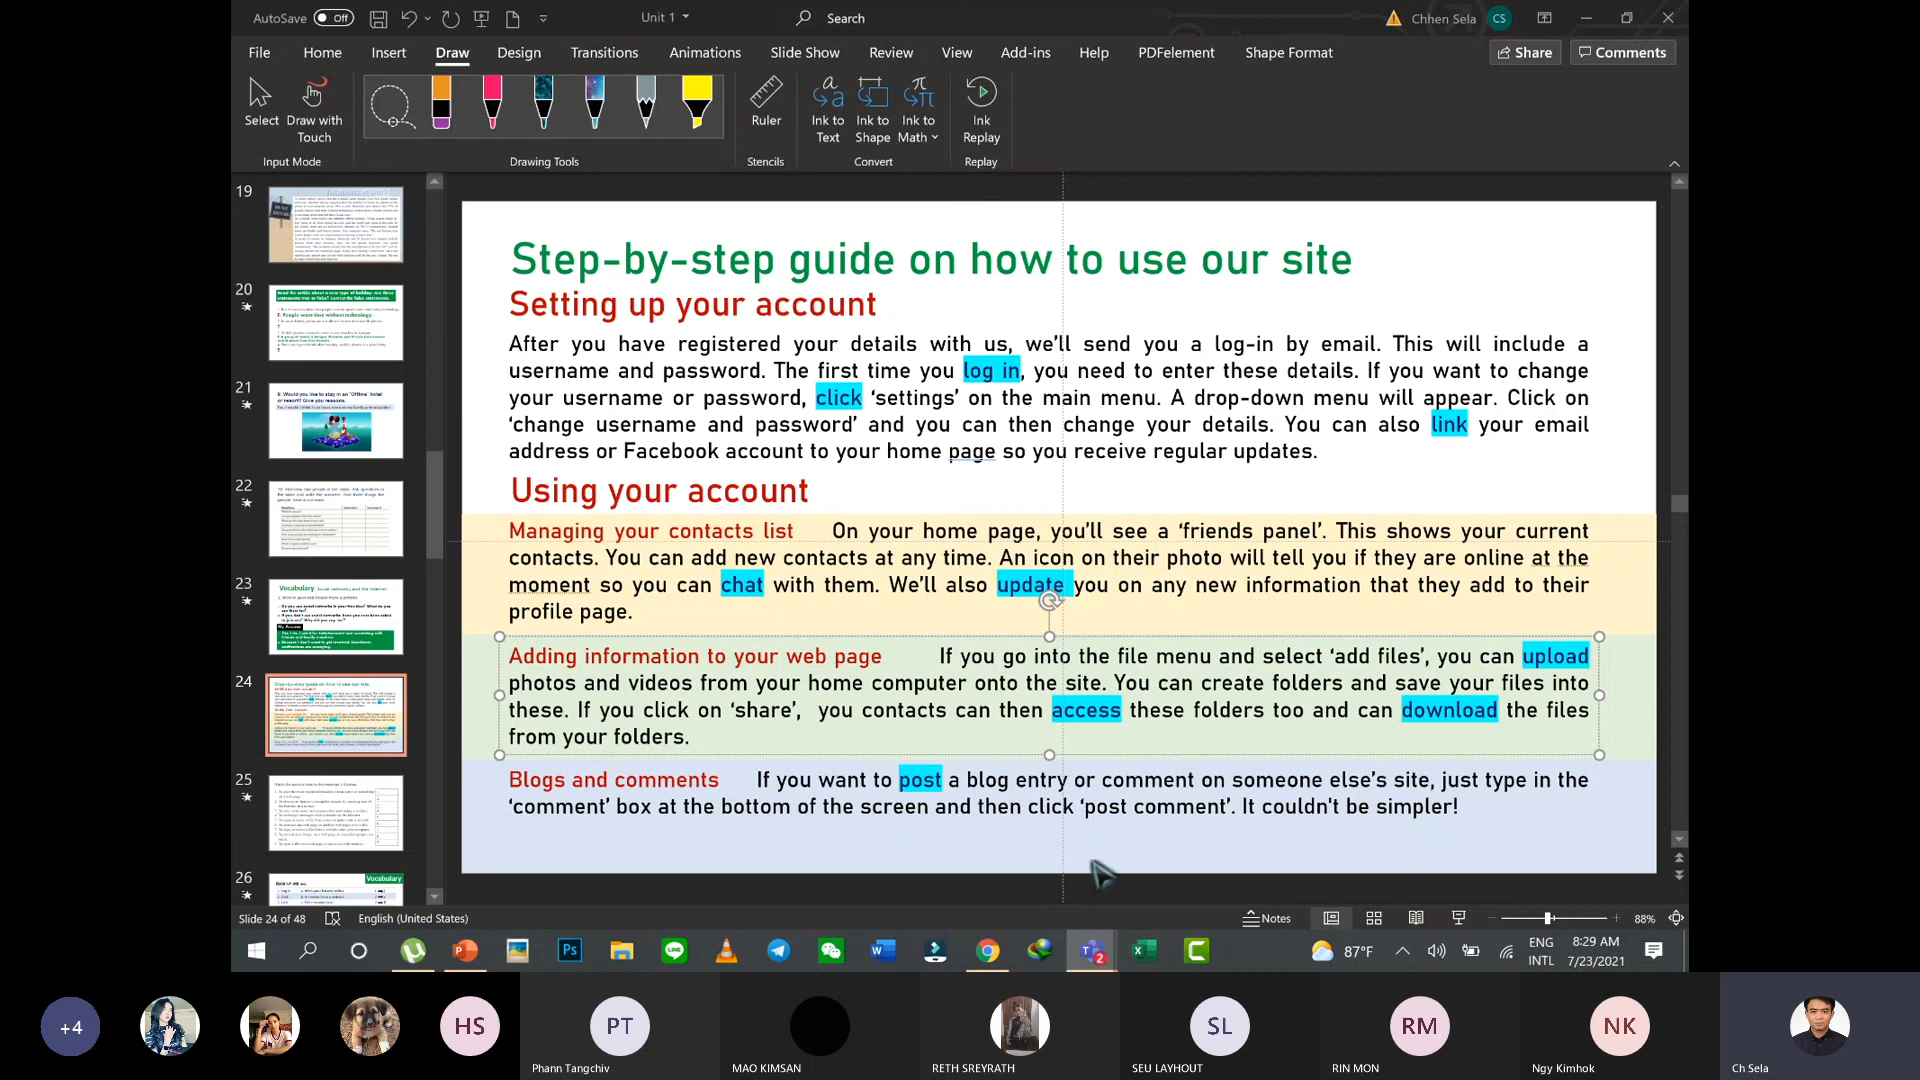 AutoSave Off Unit 1 Search Chhen Sela CS
File Home Insert Draw Design Transitions Animations Slide Show Review View Add-ins Help PDFelement Shape Format Share Comments
Select Draw with Touch Ruler Ink to Text Ink to Shape Ink to Math Ink Replay
Input Mode Drawing Tools Stencils Convert Replay
19
20
21
22
23
24
25
26
Vocabulary
Step-by-step guide on how to use our site
Setting up your account
After you have registered your details with us, we’ll send you a log-in by email. This will include a
username and password. The first time you log in, you need to enter these details. If you want to change
your username or password, click ‘settings’ on the main menu. A drop-down menu will appear. Click on
‘change username and password’ and you can then change your details. You can also link your email
address or Facebook account to your home page so you receive regular updates.
Using your account
Managing your contacts list On your home page, you’ll see a ‘friends panel’. This shows your current
contacts. You can add new contacts at any time. An icon on their photo will tell you if they are online at the
moment so you can chat with them. We’ll also update you on any new information that they add to their
profile page.
Adding information to your web page If you go into the file menu and select ‘add files’, you can upload
photos and videos from your home computer onto the site. You can create folders and save your files into
these. If you click on ‘share’, you contacts can then access these folders too and can download the files
from your folders.
Blogs and comments If you want to post a blog entry or comment on someone else’s site, just type in the
‘comment’ box at the bottom of the screen and then click ‘post comment’. It couldn't be simpler!
Slide 24 of 48 English (United States) Notes 88%
87°F ENG INTL 8:29 AM 7/23/2021
+4 HS PT SL RM NK
Phann Tangchiv MAO KIMSAN RETH SREYRATH SEU LAYHOUT RIN MON Ngy Kimhok Ch Sela